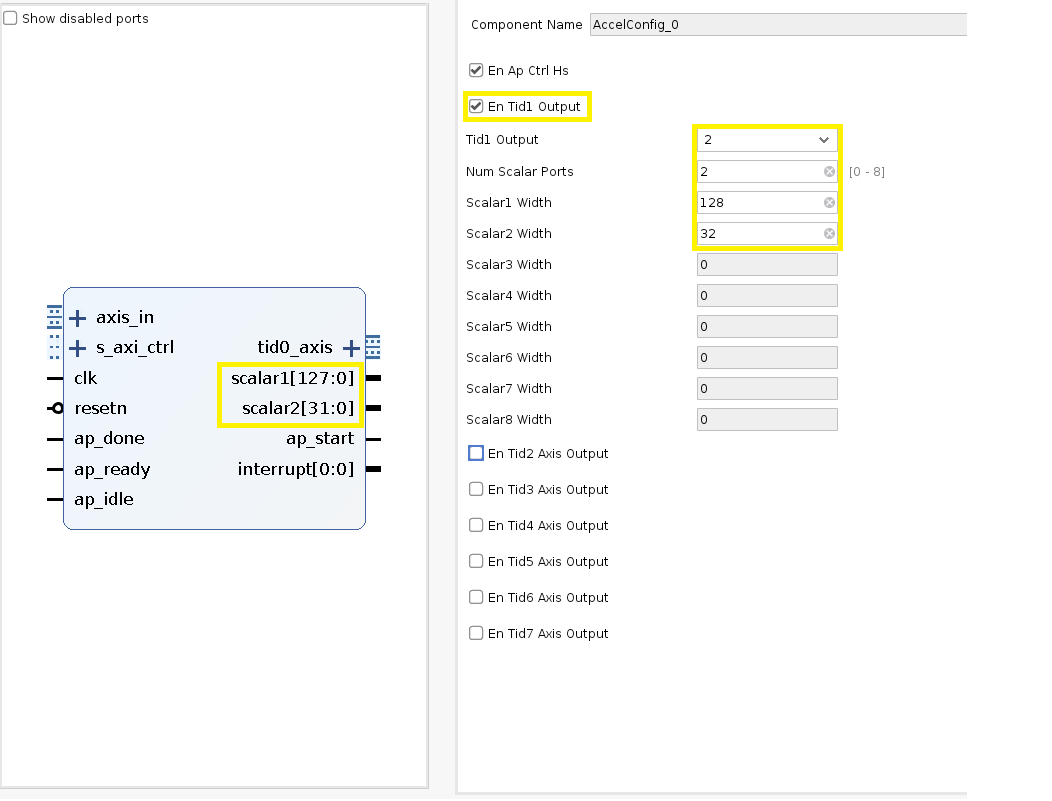 Show disabled ports
axis_in
s_axi_ctrl
tid0_axis
clk
scalar1[127:0]
resetn
scalar2[31:0]
ap_done
ap_start
ap_ready
interrupt[0:0]
ap_idle
Component Name AccelConfig_0
En Ap Ctrl Hs
En Tid1 Output
Tid1 Output 2
Num Scalar Ports 2 [0 - 8]
Scalar1 Width 128
Scalar2 Width 32
Scalar3 Width 0
Scalar4 Width 0
Scalar5 Width 0
Scalar6 Width 0
Scalar7 Width 0
Scalar8 Width 0
En Tid2 Axis Output
En Tid3 Axis Output
En Tid4 Axis Output
En Tid5 Axis Output
En Tid6 Axis Output
En Tid7 Axis Output